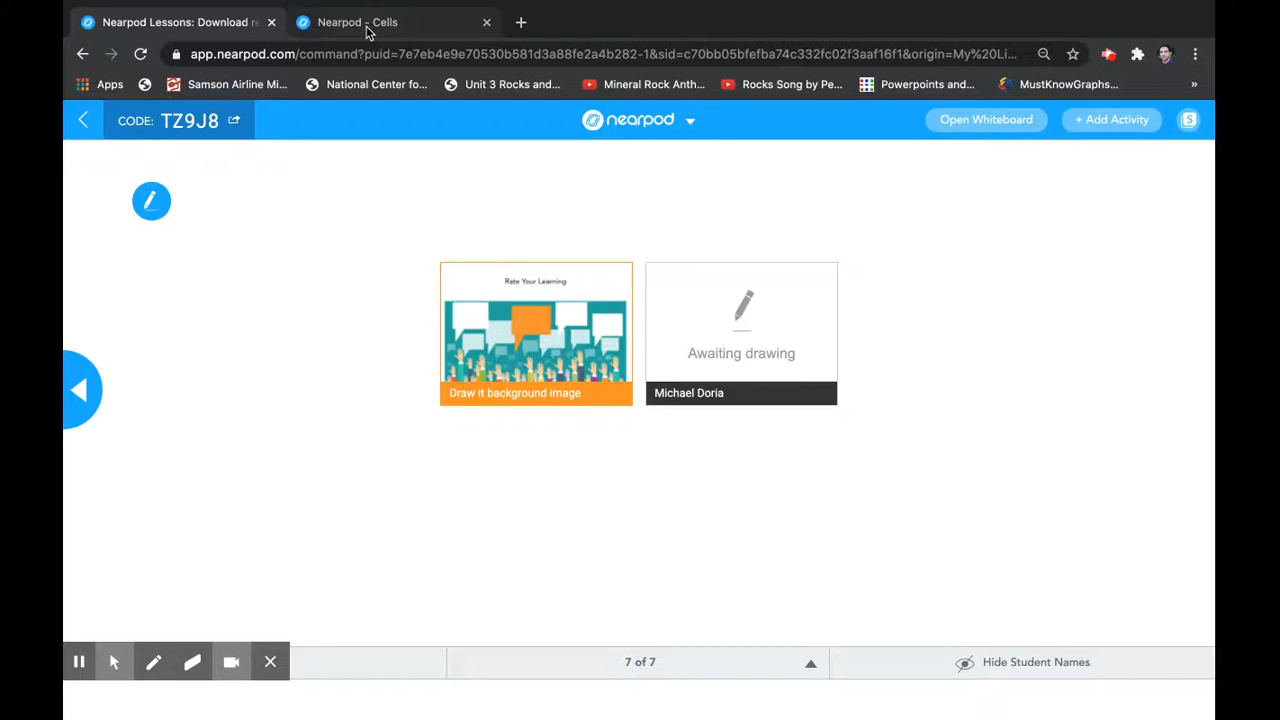 Nearpod Lessons: Download re
Nearpod - Cells
app.nearpod.com/command?puid=7e7eb4e9e70530b581d3a88fe2a4b282-1&sid=c70bb05bfefba74c332fc02f3aaf16f1&origin=My%20Li...
Apps
Samson Airline Mi...
National Center fo...
Unit 3 Rocks and...
Mineral Rock Anth...
Rocks Song by Pe...
Powerpoints and...
MustKnowGraphs...
»
CODE: TZ9J8
nearpod
Open Whiteboard
+ Add Activity
S
Rate Your Learning
Draw it background image
Awaiting drawing
Michael Doria
7 of 7
Hide Student Names